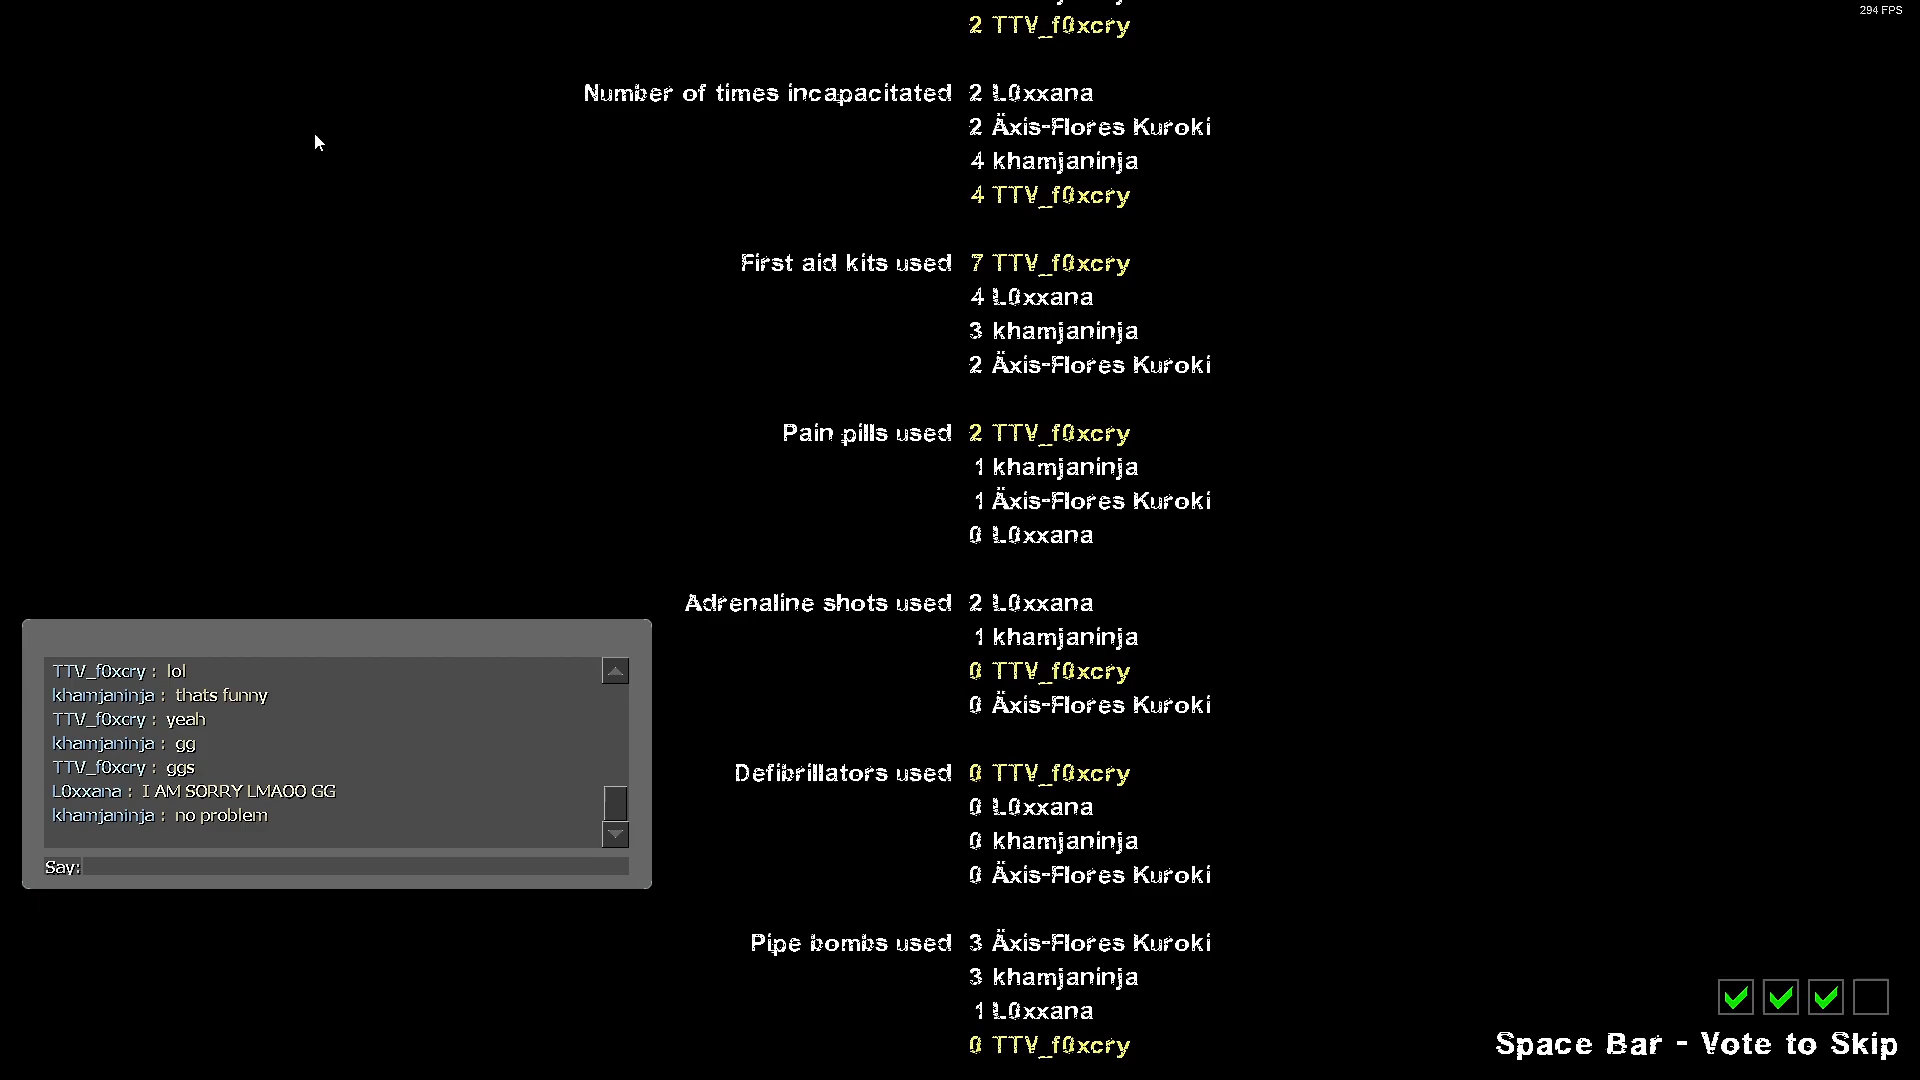 294 FPS
2 TTV_f0xcry
Number of times incapacitated 2 L0xxana
2 Äxis-Flores Kuroki
4 khamjaninja
4 TTV_f0xcry
First aid kits used 7 TTV_f0xcry
4 L0xxana
3 khamjaninja
2 Äxis-Flores Kuroki
Pain pills used 2 TTV_f0xcry
1 khamjaninja
1 Äxis-Flores Kuroki
0 L0xxana
Adrenaline shots used 2 L0xxana
1 khamjaninja
0 TTV_f0xcry
0 Äxis-Flores Kuroki
Defibrillators used 0 TTV_f0xcry
0 L0xxana
0 khamjaninja
0 Äxis-Flores Kuroki
Pipe bombs used 3 Äxis-Flores Kuroki
3 khamjaninja
1 L0xxana
0 TTV_f0xcry
TTV_f0xcry : lol
khamjaninja : thats funny
TTV_f0xcry : yeah
khamjaninja : gg
TTV_f0xcry : ggs
L0xxana : I AM SORRY LMAOO GG
khamjaninja : no problem
Say:
Space Bar - Vote to Skip